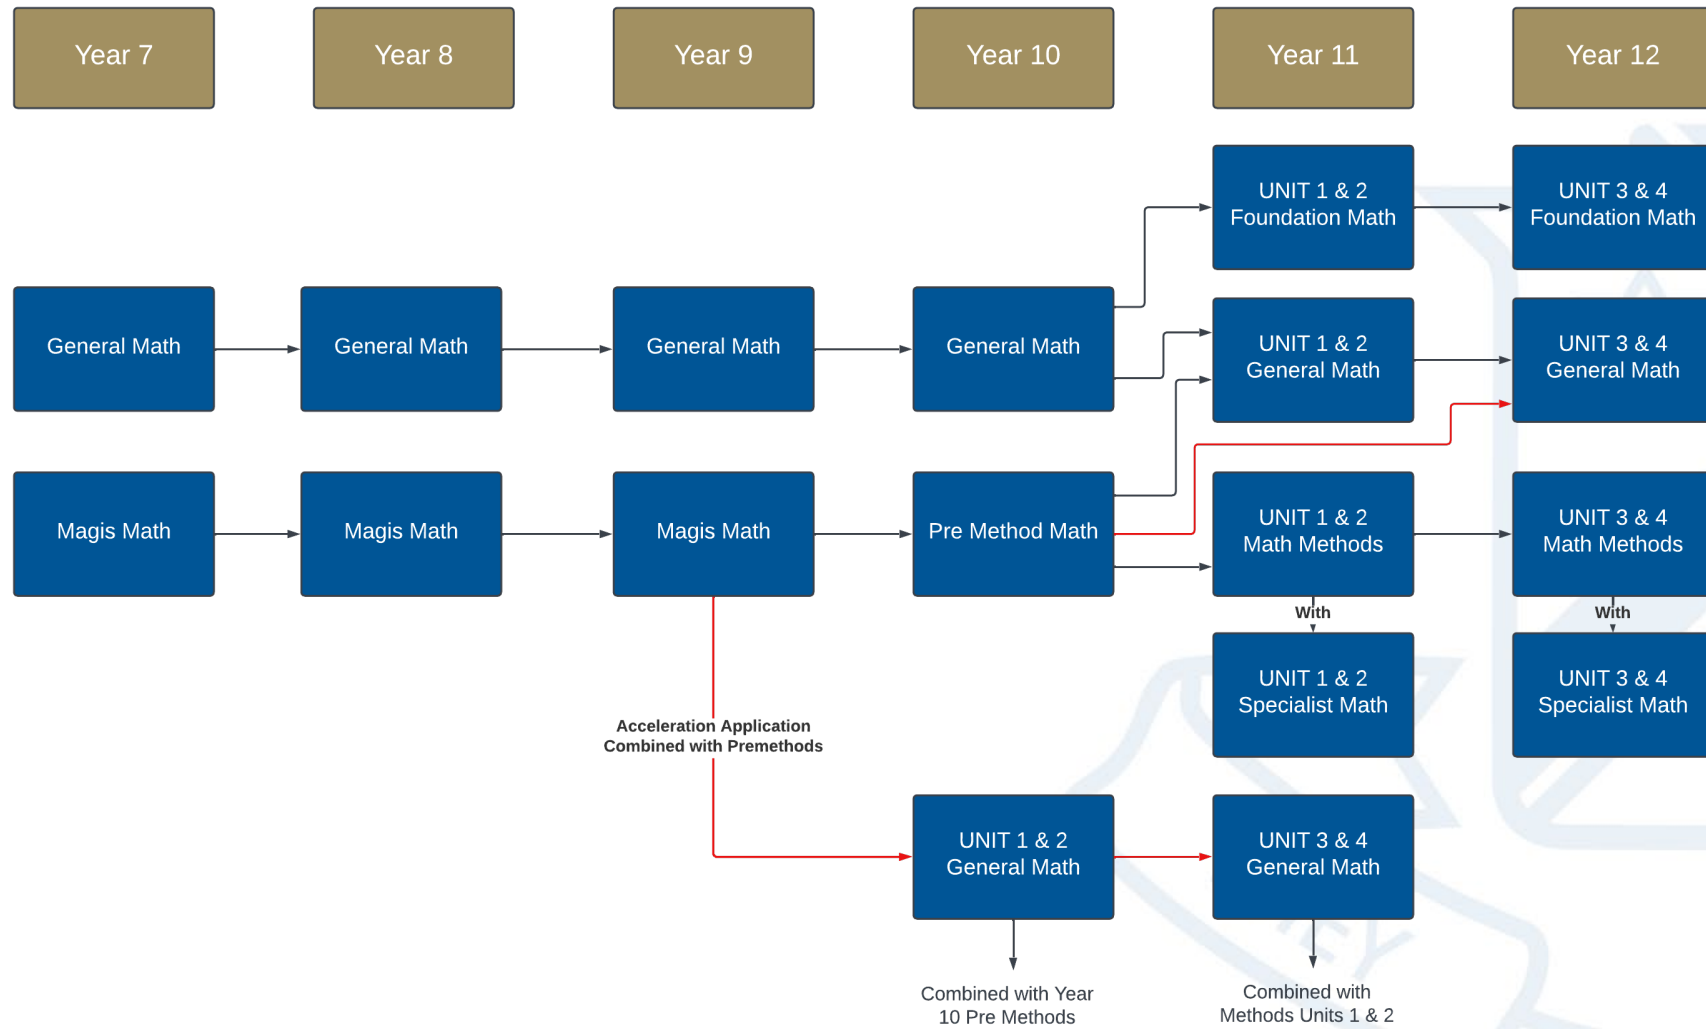 Year 7
Year 8
Year 9
Year 10
Year 11
Year 12
UNIT 1 & 2
Foundation Math
UNIT 3 & 4
Foundation Math
General Math
General Math
General Math
General Math
UNIT 1 & 2
General Math
UNIT 3 & 4
General Math
Magis Math
Magis Math
Magis Math
Pre Method Math
UNIT 1 & 2
Math Methods
UNIT 3 & 4
Math Methods
With
With
UNIT 1 & 2
Specialist Math
UNIT 3 & 4
Specialist Math
Acceleration Application
Combined with Premethods
UNIT 1 & 2
General Math
UNIT 3 & 4
General Math
Combined with Year
10 Pre Methods
Combined with
Methods Units 1 & 2